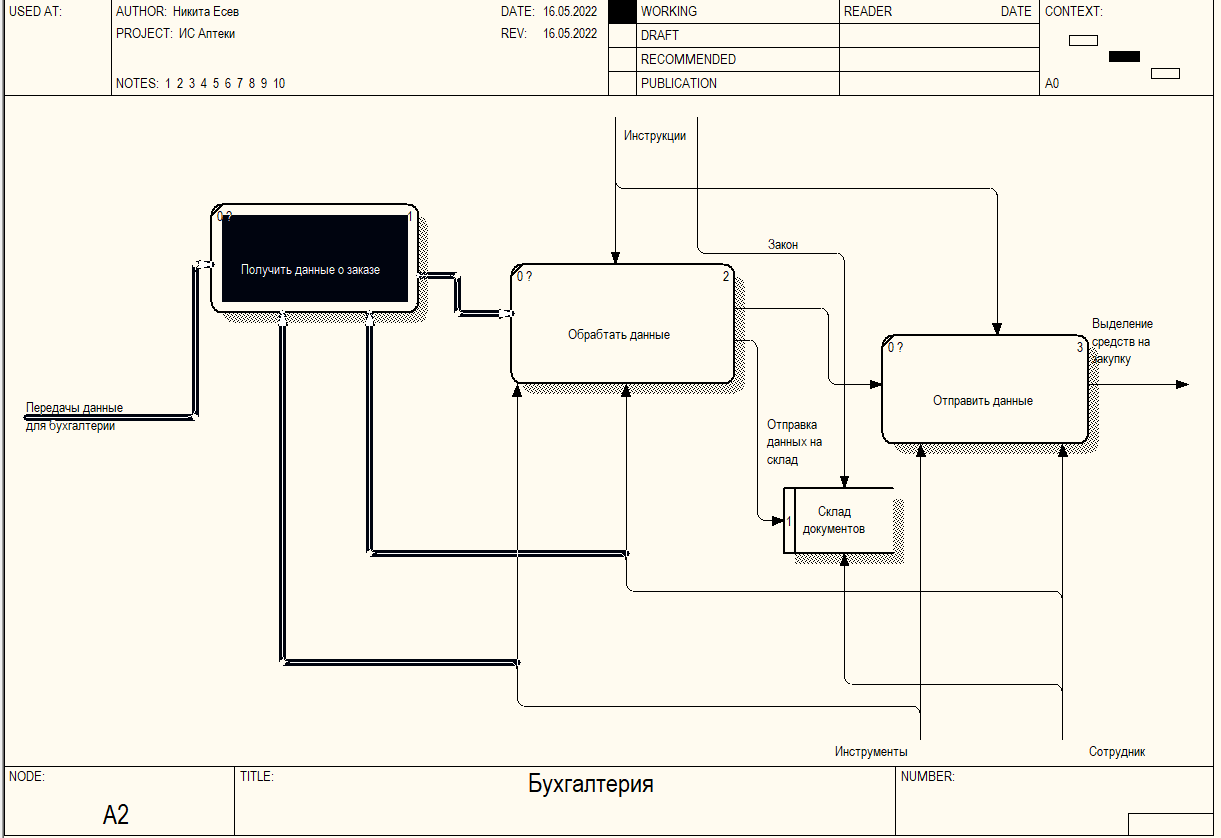 USED AT:
AUTHOR: Никита Есев
DATE: 16.05.2022
WORKING
READER
DATE
CONTEXT:
PROJECT: ИС Аптеки
REV: 16.05.2022
DRAFT
RECOMMENDED
NOTES: 1 2 3 4 5 6 7 8 9 10
PUBLICATION
A0
Инструкции
0 ?
1
Закон
Получить данные о заказе
0 ?
2
Обрабтать данные
Выделение
средств на
закупку
0 ?
3
Отправить данные
Передачы данные
для бухгалтерии
Отправка
данных на
склад
1
Склад
документов
Инструменты
Сотрудник
NODE:
TITLE:
Бухгалтерия
NUMBER:
A2